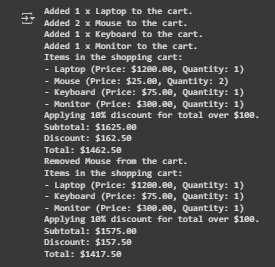 Added 1 x Laptop to the cart.
Added 2 x Mouse to the cart.
Added 1 x Keyboard to the cart.
Added 1 x Monitor to the cart.
Items in the shopping cart:
- Laptop (Price: $1200.00, Quantity: 1)
- Mouse (Price: $25.00, Quantity: 2)
- Keyboard (Price: $75.00, Quantity: 1)
- Monitor (Price: $300.00, Quantity: 1)
Applying 10% discount for total over $100.
Subtotal: $1625.00
Discount: $162.50
Total: $1462.50
Removed Mouse from the cart.
Items in the shopping cart:
- Laptop (Price: $1200.00, Quantity: 1)
- Keyboard (Price: $75.00, Quantity: 1)
- Monitor (Price: $300.00, Quantity: 1)
Applying 10% discount for total over $100.
Subtotal: $1575.00
Discount: $157.50
Total: $1417.50